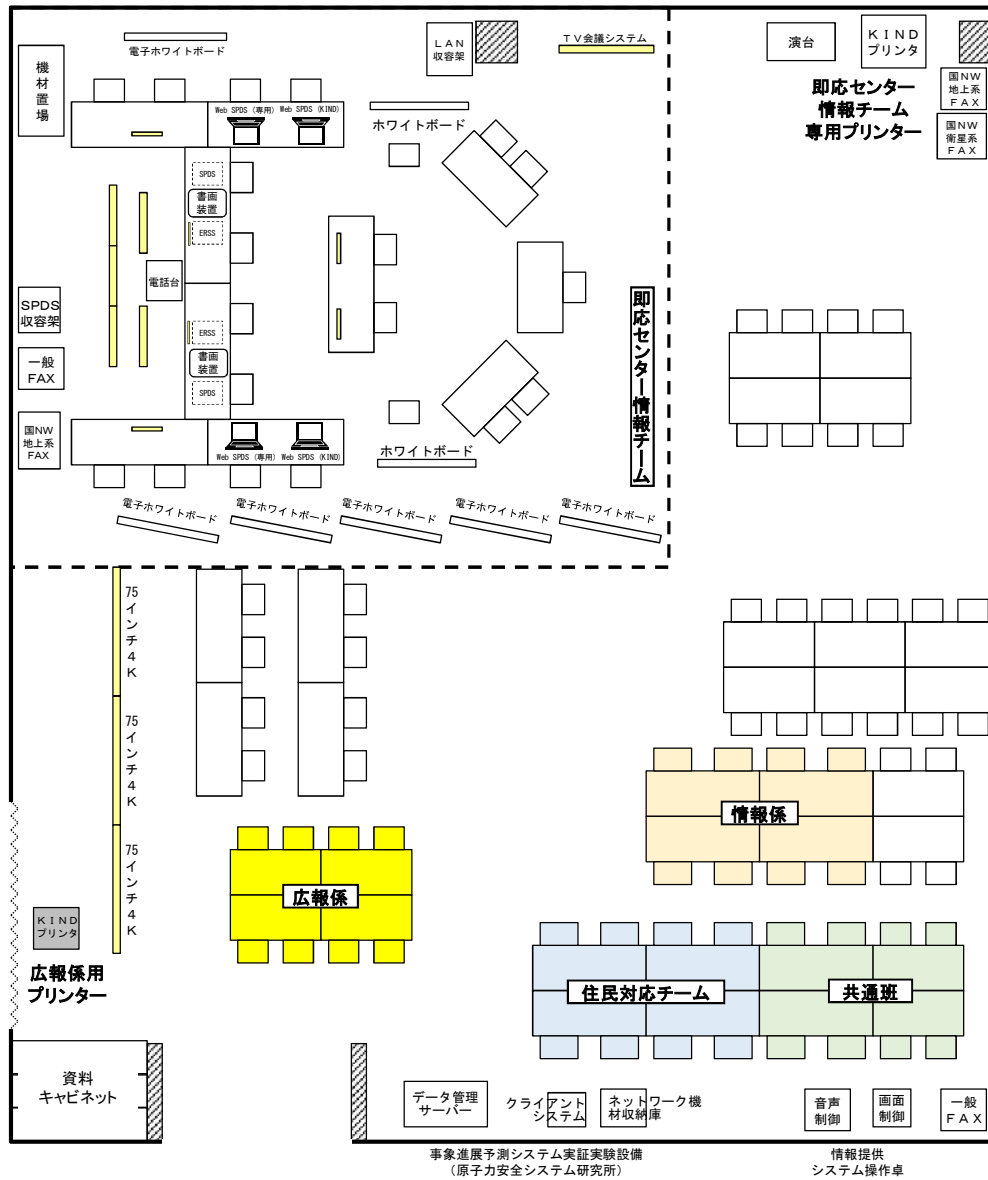 電子ホワイトボード
LAN
収容架
TV会議システム
演台
KIND
プリンタ
機材置場
国NW
地上系
FAX
国NW
衛星系
FAX
即応センター
情報チーム
専用プリンター
Web SPDS (専用)
Web SPDS (KIND)
ホワイトボード
SPDS
書画
装置
ERSS
電話台
SPDS
収容架
ERSS
書画
装置
SPDS
一般
FAX
国NW
地上系
FAX
Web SPDS (専用)
Web SPDS (KIND)
ホワイトボード
即応センター情報チーム
電子ホワイトボード
電子ホワイトボード
電子ホワイトボード
電子ホワイトボード
電子ホワイトボード
75インチ4K
75インチ4K
75インチ4K
情報係
広報係
KIND
プリンタ
広報係用
プリンター
住民対応チーム
共通班
資料
キャビネット
データ管理
サーバー
クライアント
システム
ネットワーク機
材収納庫
音声
制御
画面
制御
一般
FAX
事象進展予測システム実証実験設備
(原子力安全システム研究所)
情報提供
システム操作卓